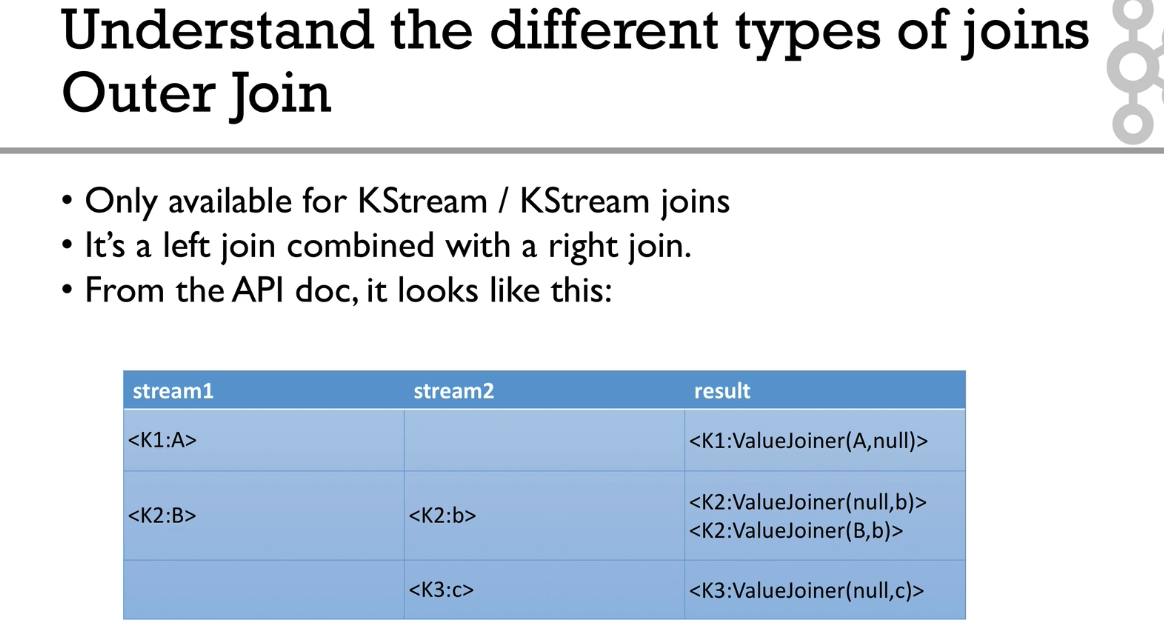 Understand the different types of joins
Outer Join
• Only available for KStream / KStream joins
• It's a left join combined with a right join.
• From the API doc, it looks like this:
stream1 stream2 result
<K1:A> <K1:ValueJoiner(A,null)>
<K2:B> <K2:b> <K2:ValueJoiner(null,b)>
<K2:ValueJoiner(B,b)>
<K3:c> <K3:ValueJoiner(null,c)>